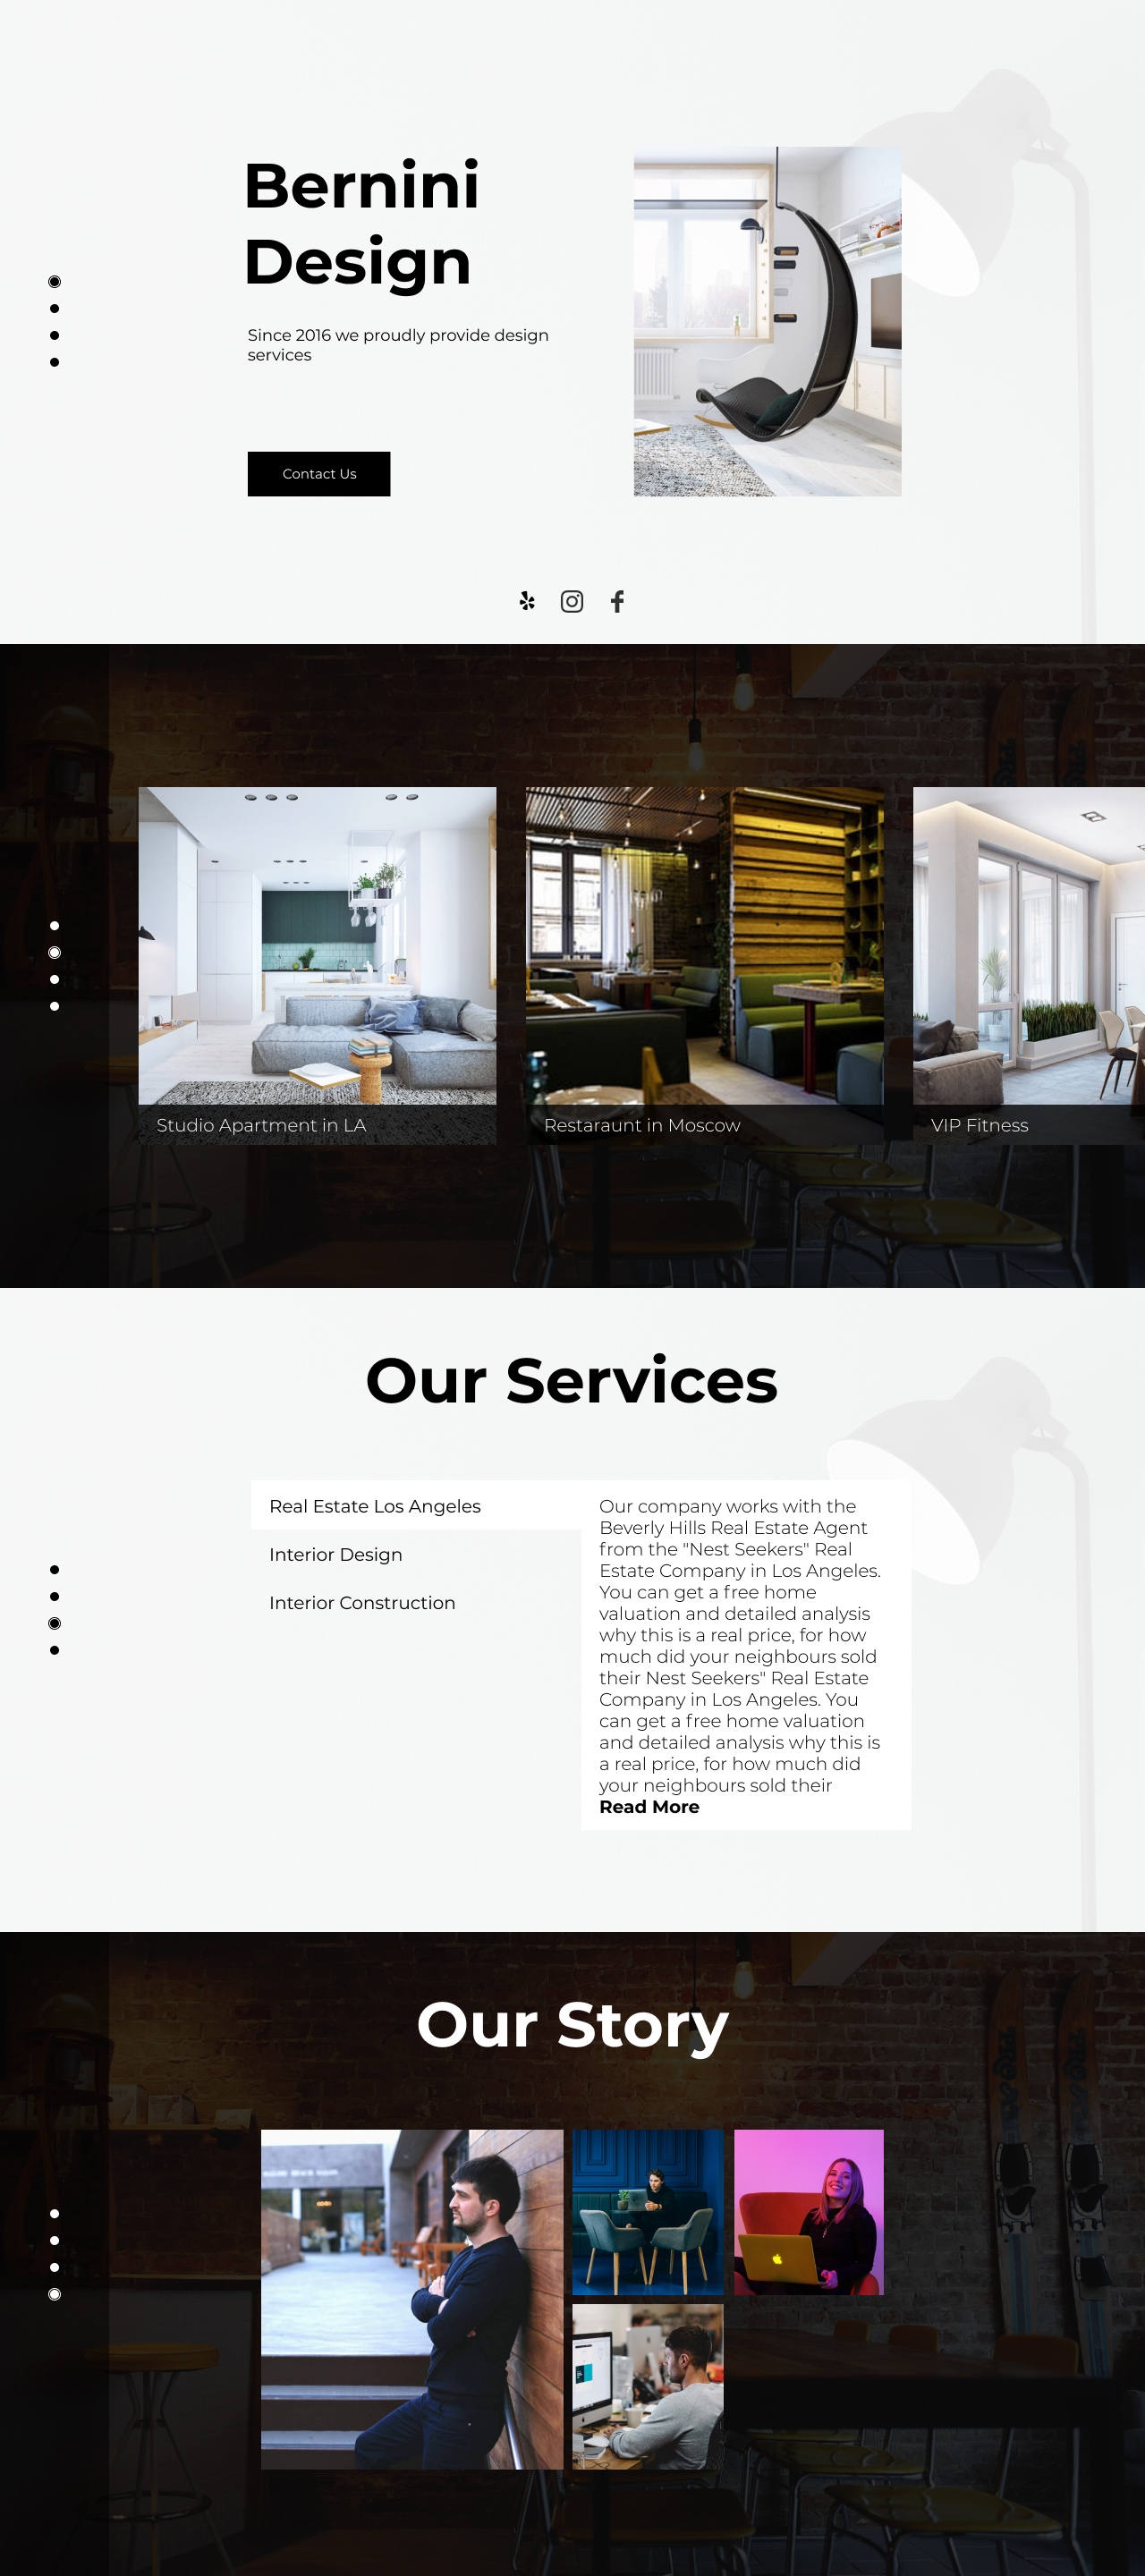 Bernini
Design
Since 2016 we proudly provide design
services
Contact Us
Studio Apartment in LA
Restaraunt in Moscow
VIP Fitness
Our Services
Real Estate Los Angeles
Interior Design
Interior Construction
Our company works with the
Beverly Hills Real Estate Agent
from the "Nest Seekers" Real
Estate Company in Los Angeles.
You can get a free home
valuation and detailed analysis
why this is a real price, for how
much did your neighbours sold
their Nest Seekers" Real Estate
Company in Los Angeles. You
can get a free home valuation
and detailed analysis why this is
a real price, for how much did
your neighbours sold their
Read More
Our Story